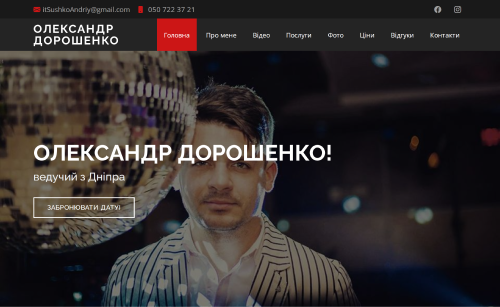 itSushkoAndriy@gmail.com 050 722 37 21
ОЛЕКСАНДР
ДОРОШЕНКО
Головна Про мене Відео Послуги Фото Ціни Відгуки Контакти
ОЛЕКСАНДР ДОРОШЕНКО!
ведучий з Дніпра
ЗАБРОНЮВАТИ ДАТУ!